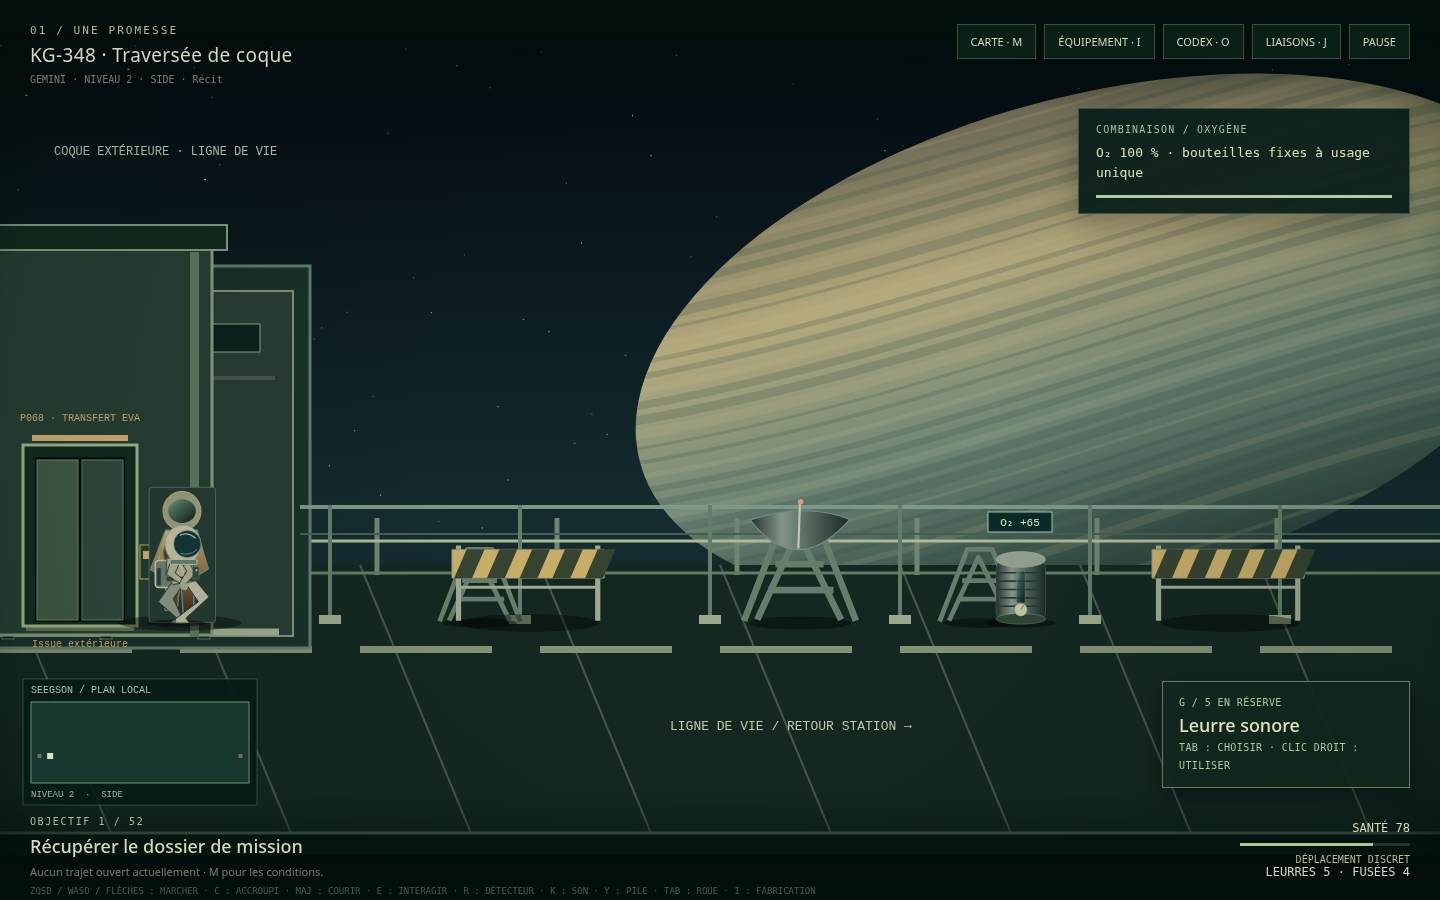 01 / UNE PROMESSE
KG-348 · Traversée de coque
GEMINI · NIVEAU 2 · SIDE · Récit
CARTE · M
ÉQUIPEMENT · I
CODEX · O
LIAISONS · J
PAUSE
COQUE EXTÉRIEURE · LIGNE DE VIE
COMBINAISON / OXYGÈNE
O₂ 100 % · bouteilles fixes à usage
unique
P068 · TRANSFERT EVA
O₂ +65
Issue extérieure
SEEGSON / PLAN LOCAL
NIVEAU 2 · SIDE
LIGNE DE VIE / RETOUR STATION →
G / 5 EN RÉSERVE
Leurre sonore
TAB : CHOISIR · CLIC DROIT :
UTILISER
OBJECTIF 1 / 52
Récupérer le dossier de mission
Aucun trajet ouvert actuellement · M pour les conditions.
ZQSD / WASD / FLÈCHES : MARCHER · C : ACCROUPI · MAJ : COURIR · E : INTERAGIR · R : DÉTECTEUR · K : SON · Y : PILE · TAB : ROUE · I : FABRICATION
SANTÉ 78
DÉPLACEMENT DISCRET
LEURRES 5 · FUSÉES 4